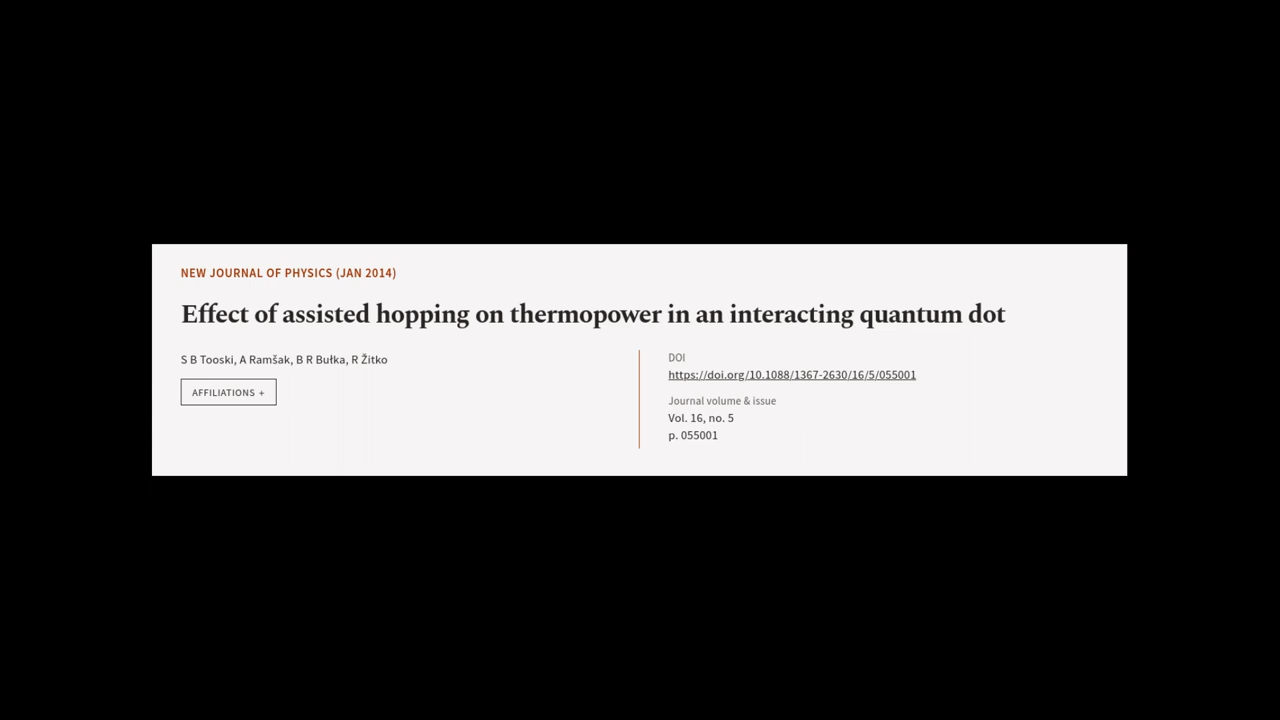 NEW JOURNAL OF PHYSICS (JAN 2014)
Effect of assisted hopping on thermopower in an interacting quantum dot
S B Tooski, A Ramšak, B R Bułka, R Žitko
AFFILIATIONS +
DOI
https://doi.org/10.1088/1367-2630/16/5/055001
Journal volume & issue
Vol. 16, no. 5
p. 055001